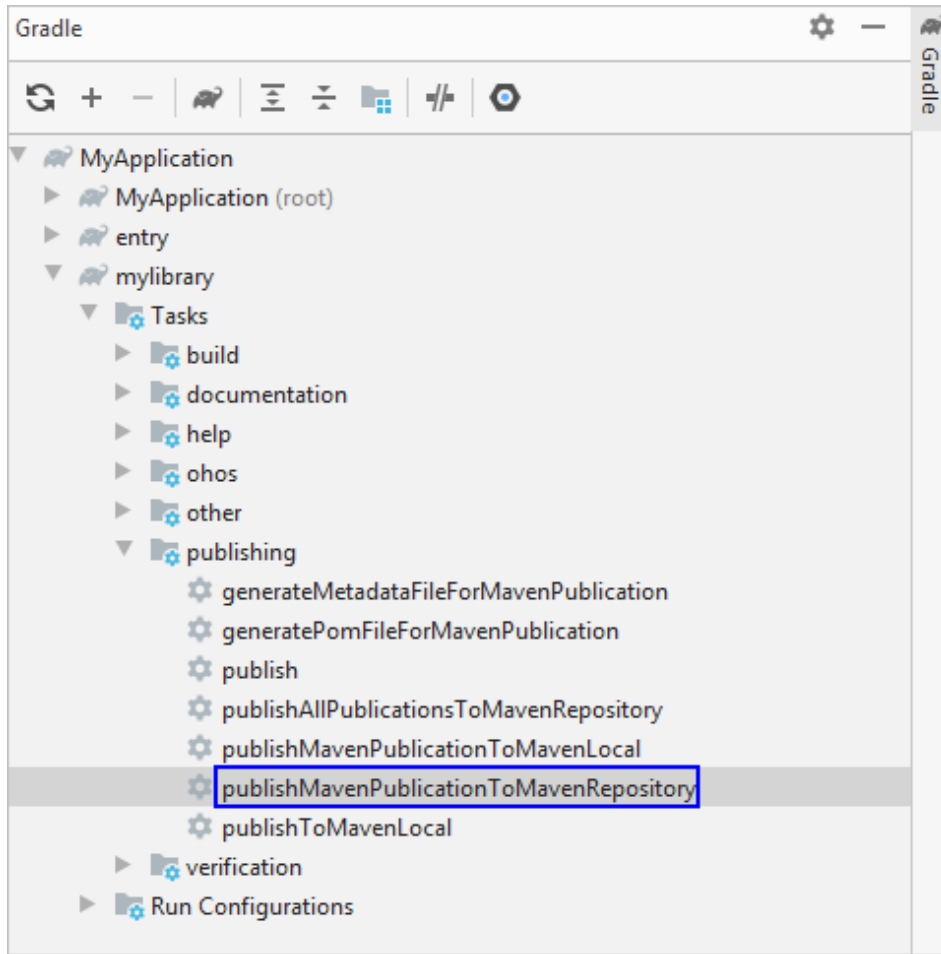 Gradle
Gradle
MyApplication
MyApplication (root)
entry
mylibrary
Tasks
build
documentation
help
ohos
other
publishing
generateMetadataFileForMavenPublication
generatePomFileForMavenPublication
publish
publishAllPublicationsToMavenRepository
publishMavenPublicationToMavenLocal
publishMavenPublicationToMavenRepository
publishToMavenLocal
verification
Run Configurations